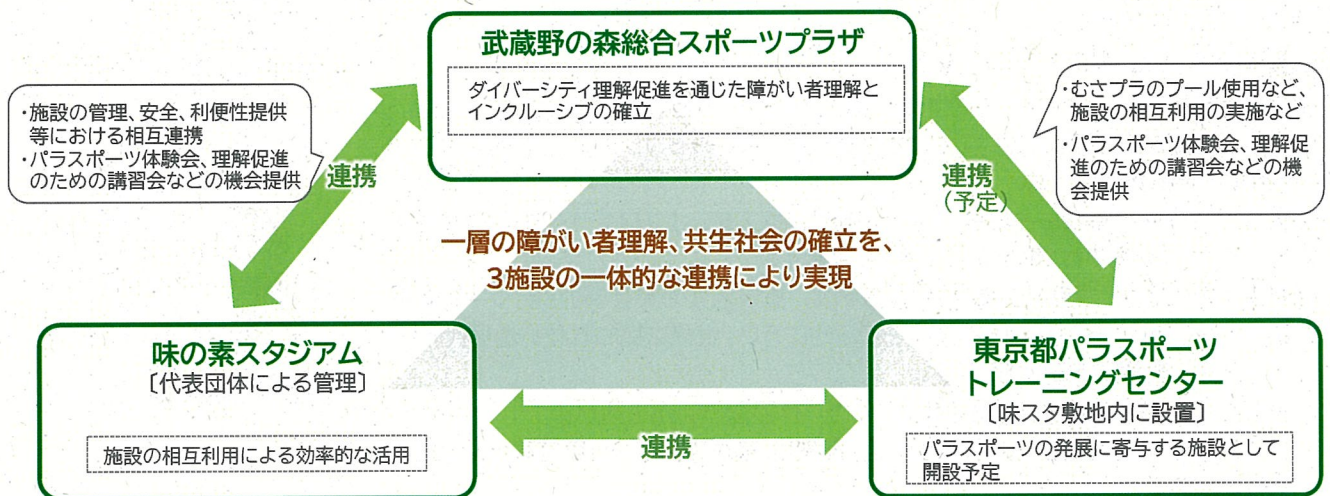 武蔵野の森総合スポーツプラザ
ダイバーシティ理解促進を通じた障がい者理解と
インクルーシブの確立
・施設の管理、安全、利便性提供
等における相互連携
・パラスポーツ体験会、理解促進
のための講習会などの機会提供
連携
・むさプラのプール使用など、
施設の相互利用の実施など
・パラスポーツ体験会、理解促
進のための講習会などの機
会提供
連携
(予定)
一層の障がい者理解、共生社会の確立を、
3施設の一体的な連携により実現
味の素スタジアム
〔代表団体による管理〕
施設の相互利用による効率的な活用
連携
東京都パラスポーツ
トレーニングセンター
〔味スタ敷地内に設置〕
パラスポーツの発展に寄与する施設として
開設予定